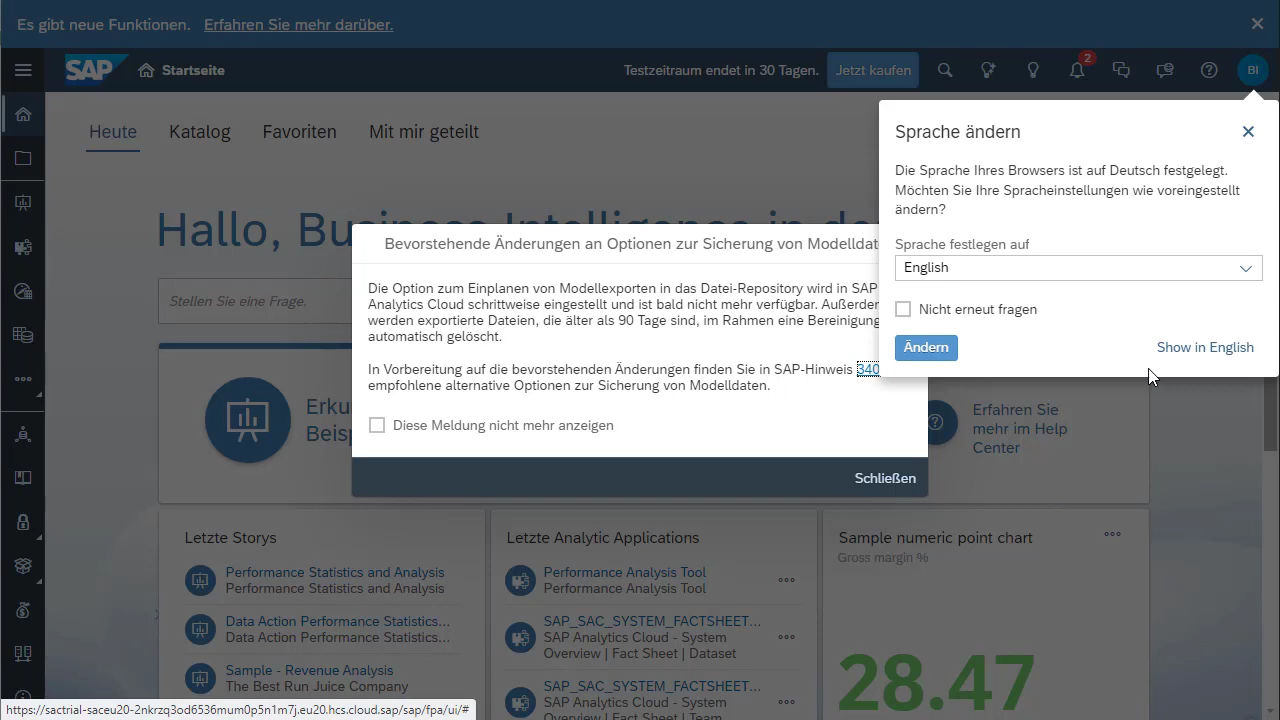 Es gibt neue Funktionen. Erfahren Sie mehr darüber.
SAP Startseite Testzeitraum endet in 30 Tagen. Jetzt kaufen 2 BI
Heute Katalog Favoriten Mit mir geteilt
Sprache ändern
Die Sprache Ihres Browsers ist auf Deutsch festgelegt.
Möchten Sie Ihre Spracheinstellungen wie voreingestellt
ändern?
Sprache festlegen auf
English
Nicht erneut fragen
Ändern Show in English
Hallo, Business Intelligence in de
Stellen Sie eine Frage.
Bevorstehende Änderungen an Optionen zur Sicherung von Modelldat
Die Option zum Einplanen von Modellexporten in das Datei-Repository wird in SAP
Analytics Cloud schrittweise eingestellt und ist bald nicht mehr verfügbar. Außerdem
werden exportierte Dateien, die älter als 90 Tage sind, im Rahmen eine Bereinigung
automatisch gelöscht.
In Vorbereitung auf die bevorstehenden Änderungen finden Sie in SAP-Hinweis 340
empfohlene alternative Optionen zur Sicherung von Modelldaten.
Diese Meldung nicht mehr anzeigen
Schließen
Erku
Beisp
Erfahren Sie
mehr im Help
Center
Letzte Storys
Performance Statistics and Analysis
Performance Statistics and Analysis
Data Action Performance Statistics...
Data Action Performance Statistics...
Sample - Revenue Analysis
The Best Run Juice Company
Letzte Analytic Applications
Performance Analysis Tool
Performance Analysis Tool
SAP_SAC_SYSTEM_FACTSHEET...
SAP Analytics Cloud - System
Overview | Fact Sheet | Dataset
SAP_SAC_SYSTEM_FACTSHEET...
SAP Analytics Cloud - System
Overview | Fact Sheet | Team
Sample numeric point chart
Gross margin %
28.47
https://sactrial-saceu20-2nkrzq3od6536mum0p5n1m7j.eu20.hcs.cloud.sap/sap/fpa/ui/#